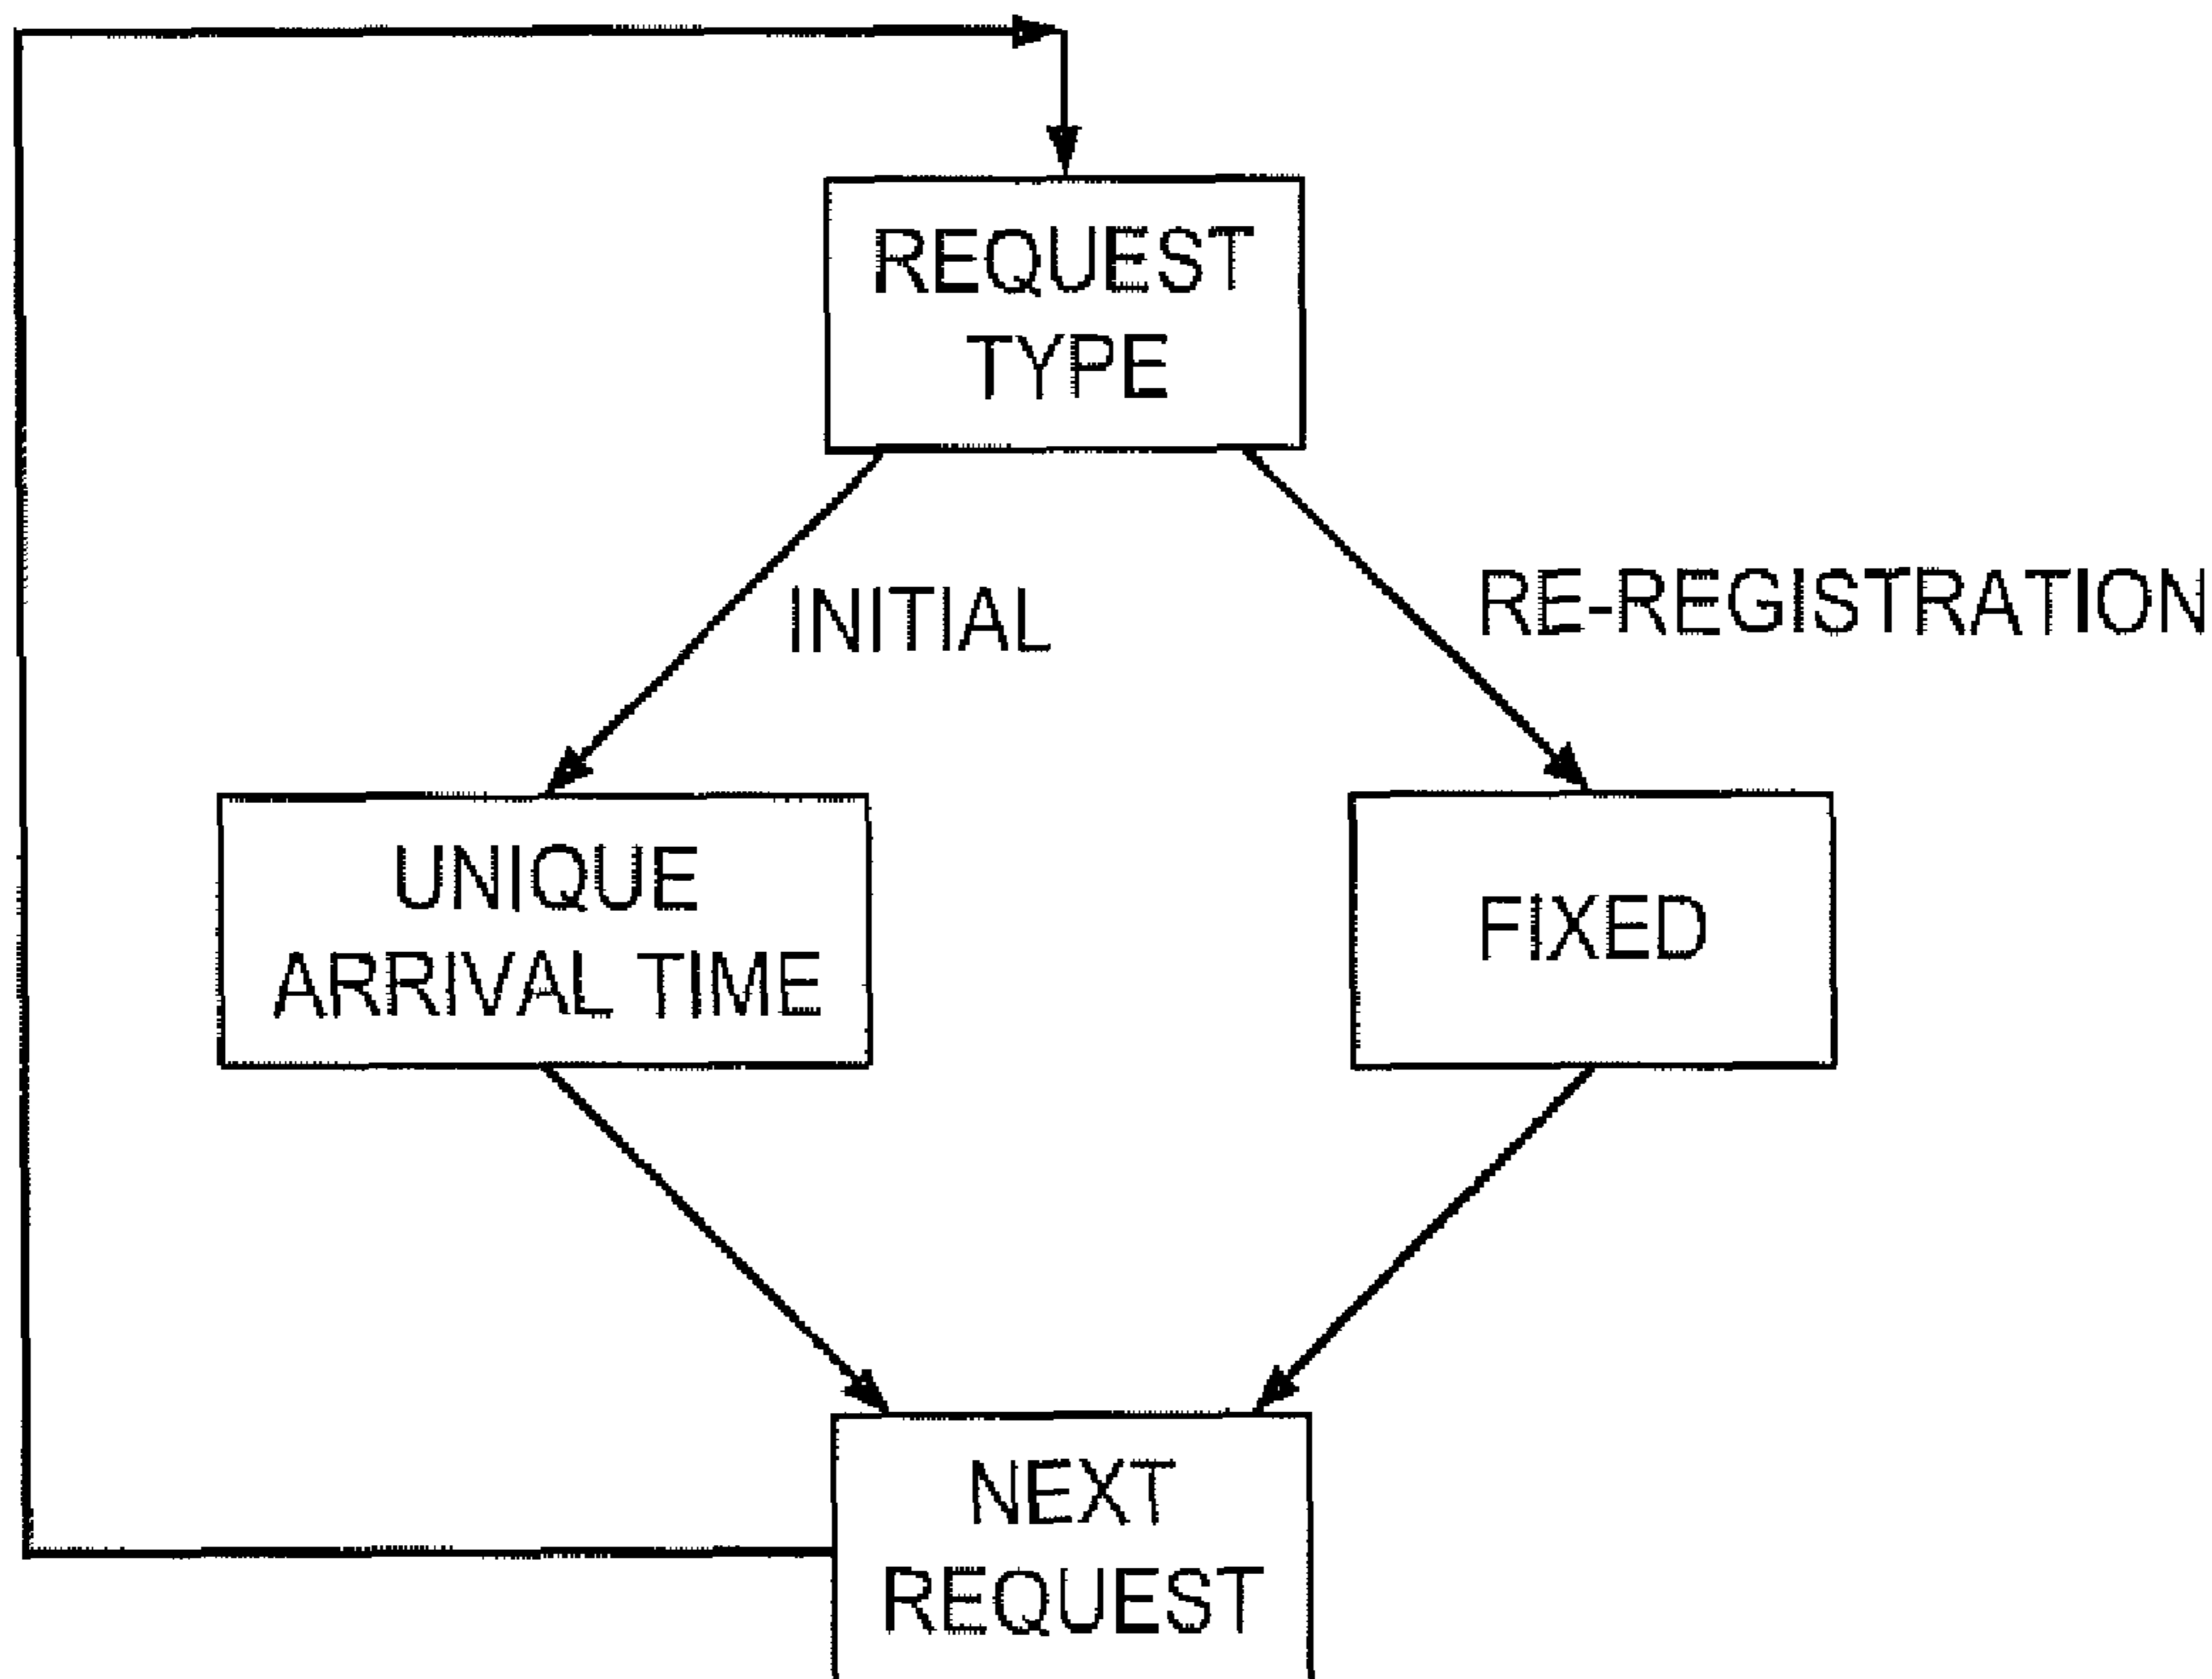 REQUEST
TYPE
INITIAL
RE-REGISTRATION
UNIQUE
ARRIVAL TIME
FIXED
NEXT
REQUEST